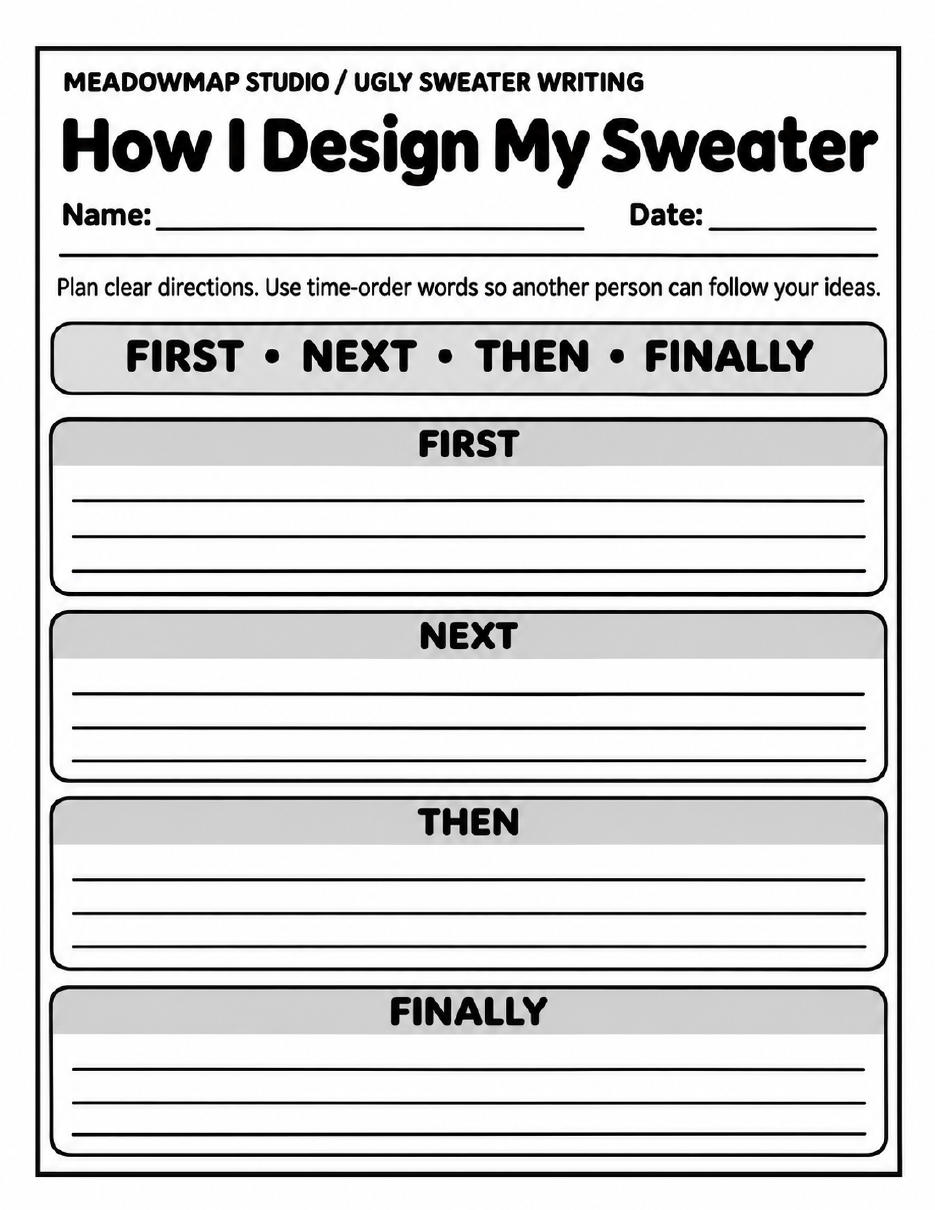 MEADOWMAP STUDIO / UGLY SWEATER WRITING
How I Design My Sweater
Name: Date:
Plan clear directions. Use time-order words so another person can follow your ideas.
FIRST • NEXT • THEN • FINALLY
FIRST
NEXT
THEN
FINALLY